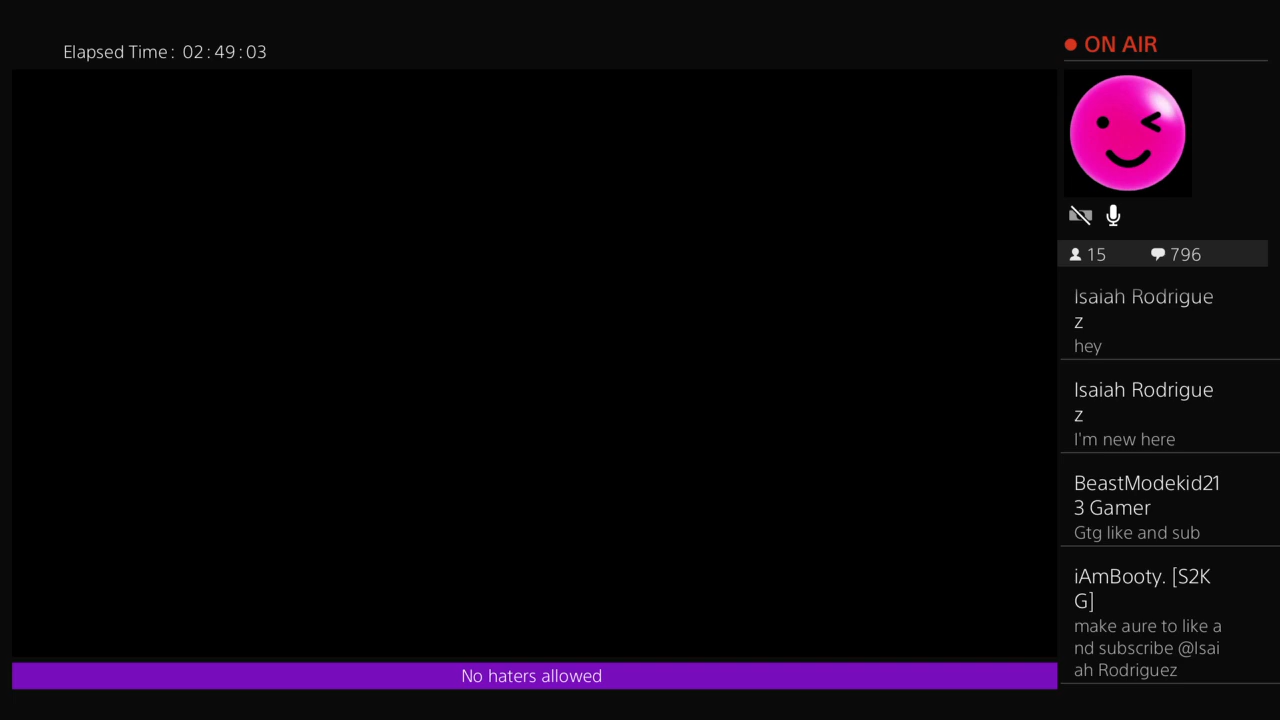 Elapsed Time: 02:49:03
ON AIR
15 796
Isaiah Rodrigue
z
hey
Isaiah Rodrigue
z
I'm new here
BeastModekid21
3 Gamer
Gtg like and sub
iAmBooty. [S2K
G]
make aure to like a
nd subscribe @Isai
ah Rodriguez
No haters allowed